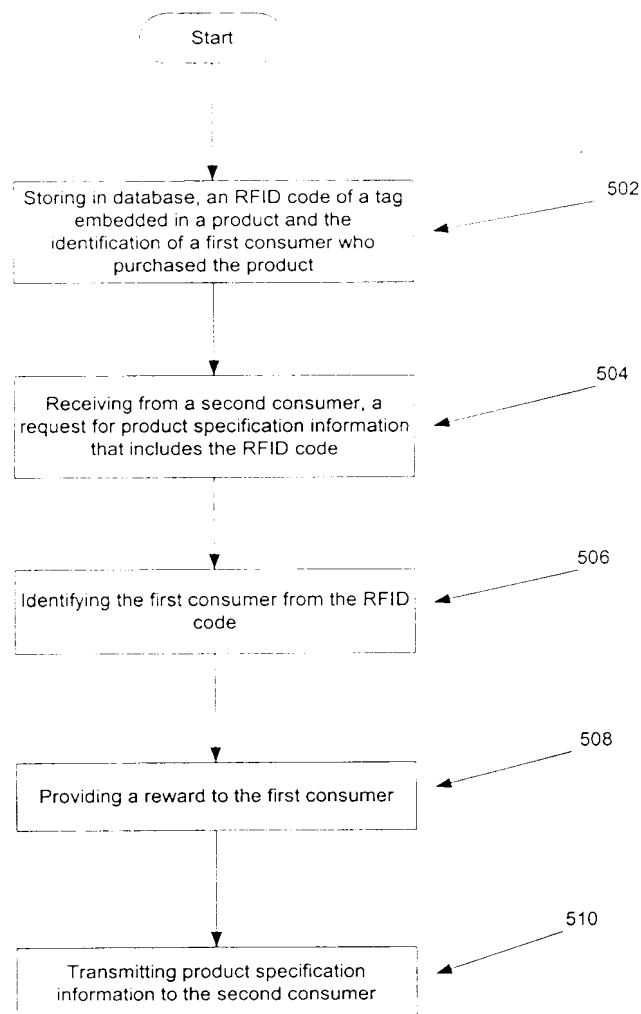 Start
Storing in database, an RFID code of a tag
embedded in a product and the
identification of a first consumer who
purchased the product
502
Receiving from a second consumer, a
request for product specification information
that includes the RFID code
504
Identifying the first consumer from the RFID
code
506
Providing a reward to the first consumer
508
Transmitting product specification
information to the second consumer
510